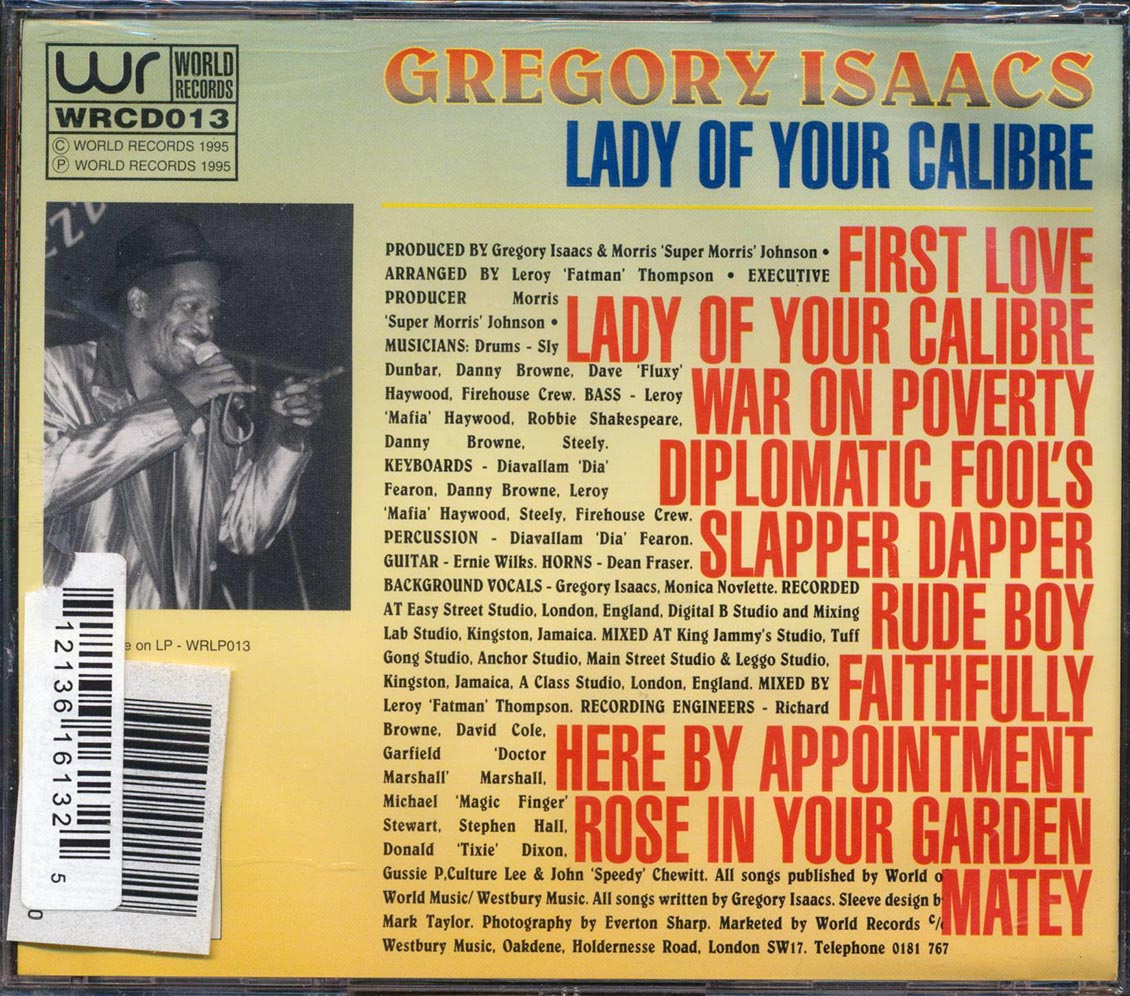 wr WORLD RECORDS
WRCD013
© WORLD RECORDS 1995
℗ WORLD RECORDS 1995
GREGORY ISAACS
LADY OF YOUR CALIBRE
PRODUCED BY Gregory Isaacs & Morris 'Super Morris' Johnson •
ARRANGED BY Leroy 'Fatman' Thompson • EXECUTIVE
PRODUCER Morris
'Super Morris' Johnson •
MUSICIANS: Drums - Sly
Dunbar, Danny Browne, Dave 'Fluxy'
Haywood, Firehouse Crew. BASS - Leroy
'Mafia' Haywood, Robbie Shakespeare,
Danny Browne, Steely.
KEYBOARDS - Diavallam 'Dia'
Fearon, Danny Browne, Leroy
'Mafia' Haywood, Steely, Firehouse Crew.
PERCUSSION - Diavallam 'Dia' Fearon.
GUITAR - Ernie Wilks. HORNS - Dean Fraser.
BACKGROUND VOCALS - Gregory Isaacs, Monica Novlette. RECORDED
AT Easy Street Studio, London, England, Digital B Studio and Mixing
Lab Studio, Kingston, Jamaica. MIXED AT King Jammy's Studio, Tuff
Gong Studio, Anchor Studio, Main Street Studio & Leggo Studio,
Kingston, Jamaica, A Class Studio, London, England. MIXED BY
Leroy 'Fatman' Thompson. RECORDING ENGINEERS - Richard
Browne, David Cole,
Garfield 'Doctor
Marshall' Marshall,
Michael 'Magic Finger'
Stewart, Stephen Hall,
Donald 'Tixie' Dixon,
Gussie P,Culture Lee & John 'Speedy' Chewitt. All songs published by World o
World Music/ Westbury Music. All songs written by Gregory Isaacs. Sleeve design b
Mark Taylor. Photography by Everton Sharp. Marketed by World Records c/
Westbury Music, Oakdene, Holdernesse Road, London SW17. Telephone 0181 767
FIRST LOVE
LADY OF YOUR CALIBRE
WAR ON POVERTY
DIPLOMATIC FOOL'S
SLAPPER DAPPER
RUDE BOY
FAITHFULLY
HERE BY APPOINTMENT
ROSE IN YOUR GARDEN
MATEY
e on LP - WRLP013
12136 16132 5
0